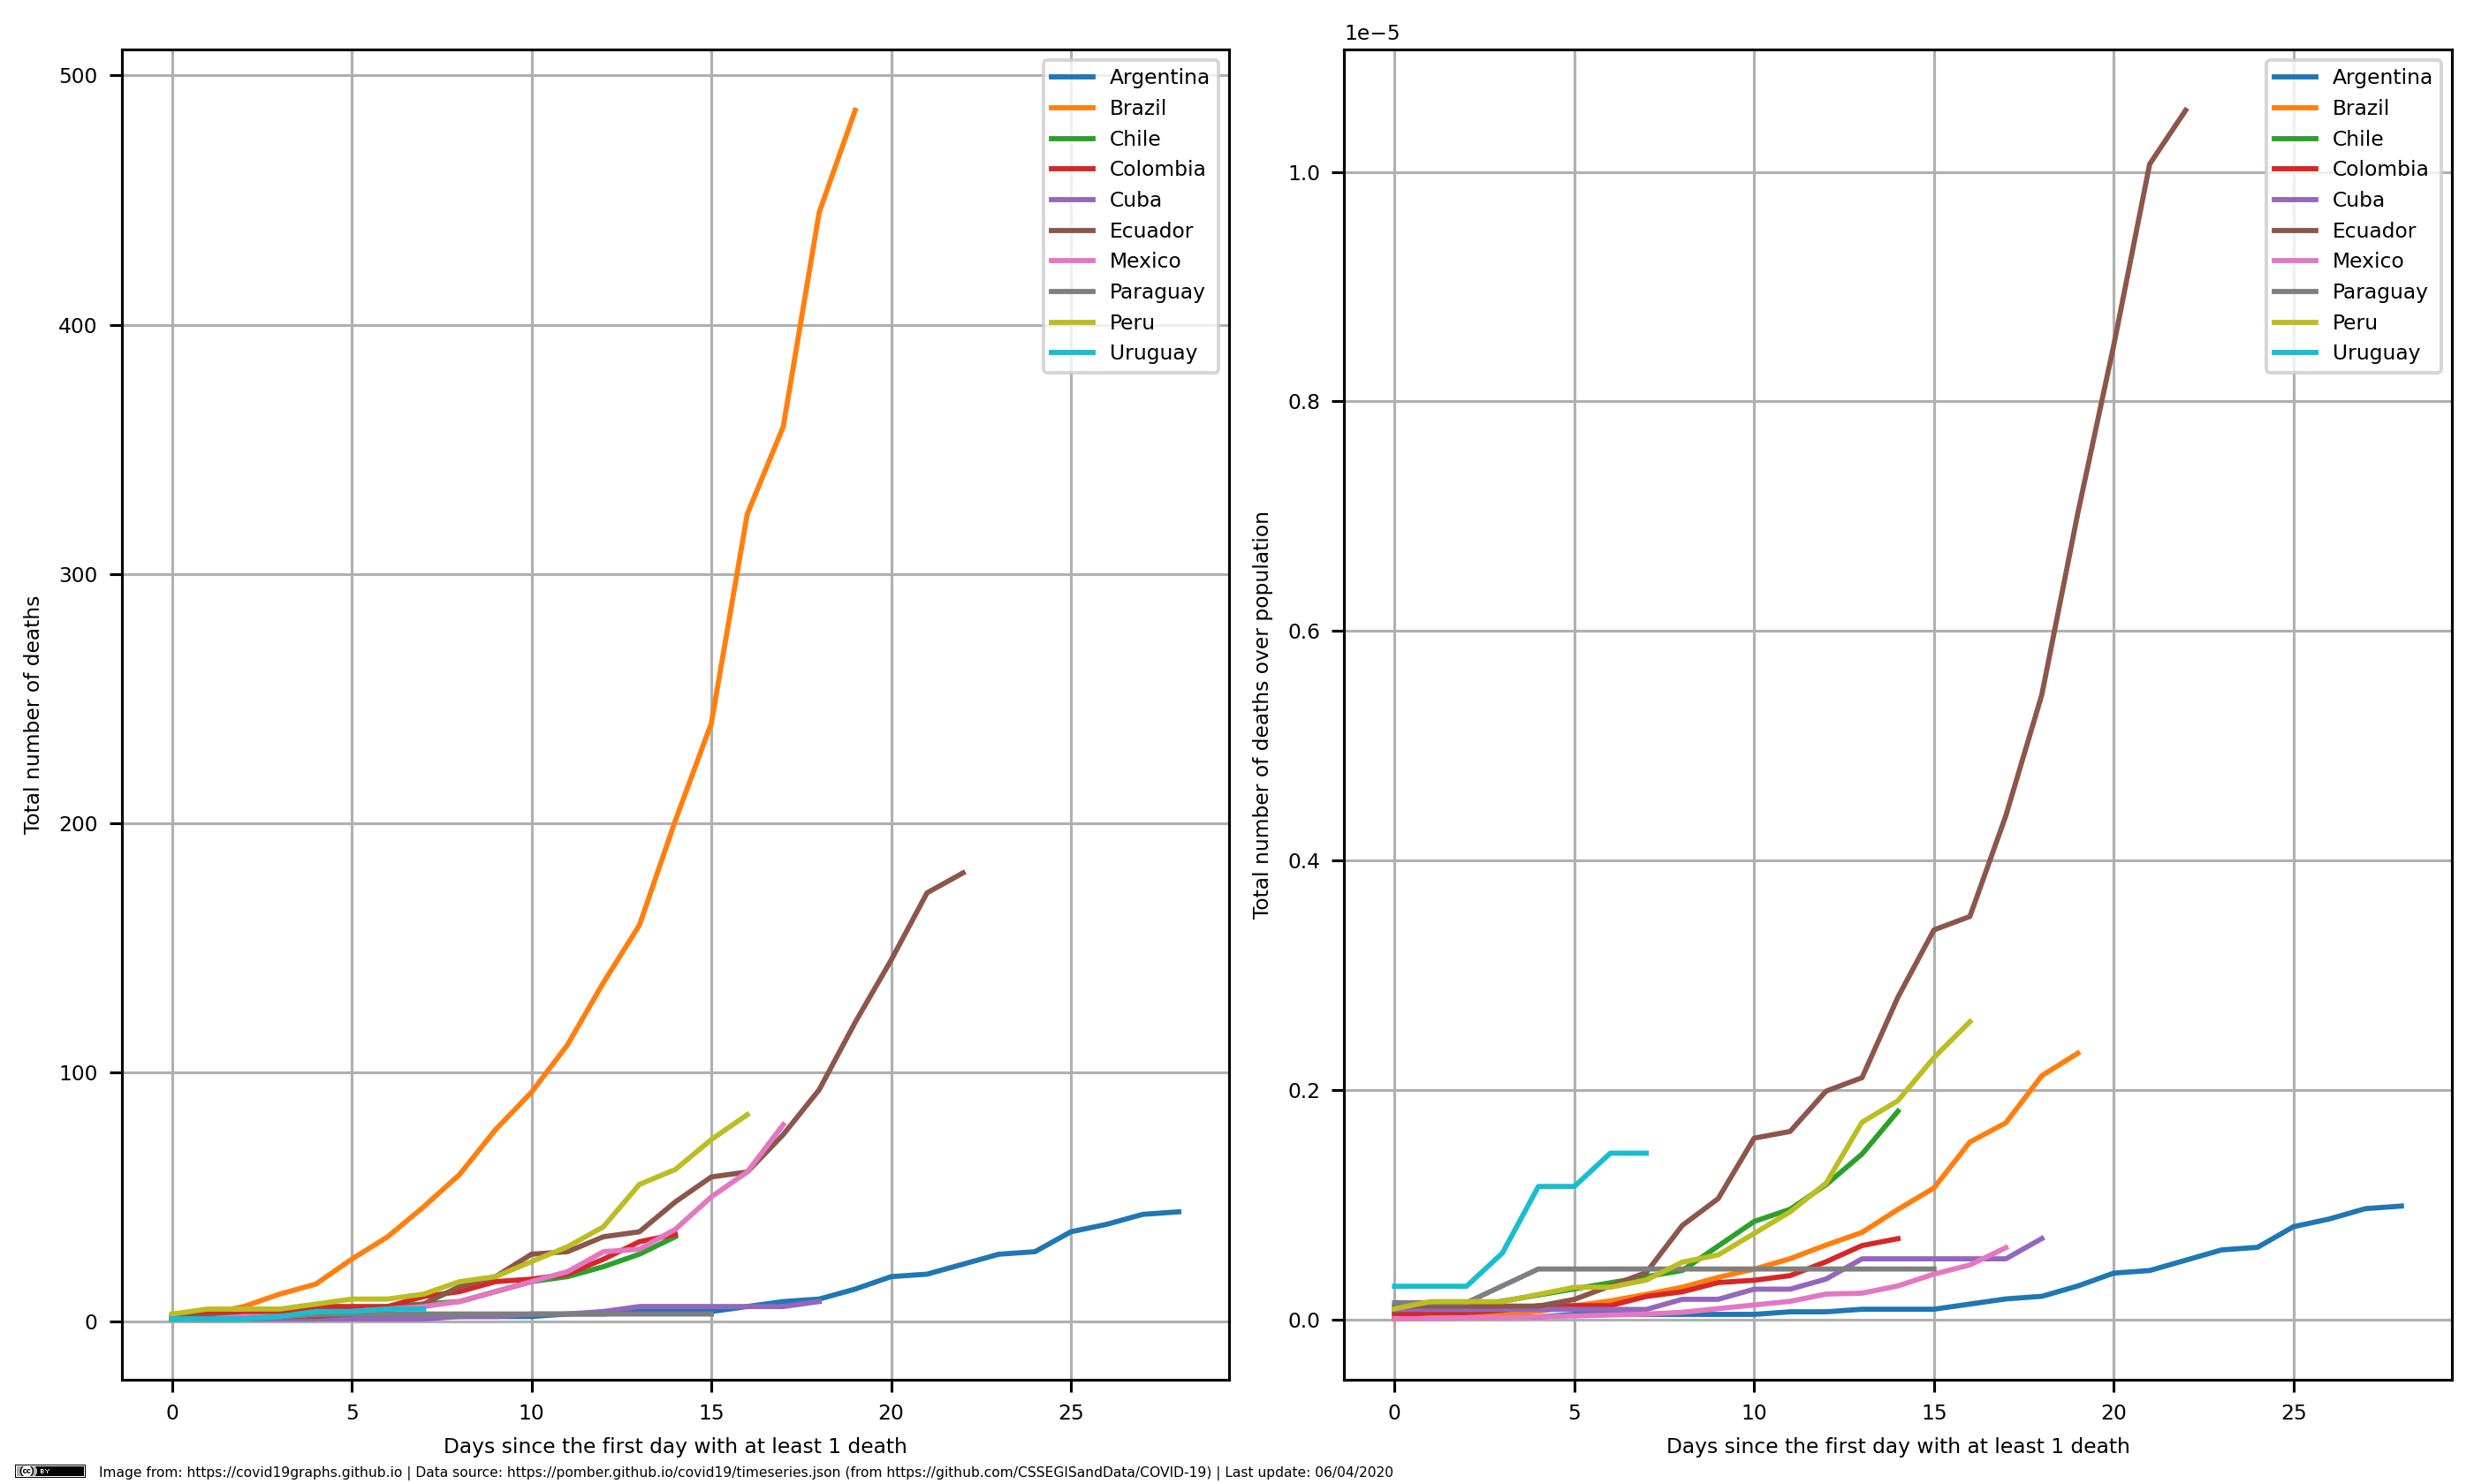 500
400
300
200
100
0
Total number of deaths
0 5 10 15 20 25
Days since the first day with at least 1 death
Argentina
Brazil
Chile
Colombia
Cuba
Ecuador
Mexico
Paraguay
Peru
Uruguay
1e−5
1.0
0.8
0.6
0.4
0.2
0.0
Total number of deaths over population
0 5 10 15 20 25
Days since the first day with at least 1 death
Argentina
Brazil
Chile
Colombia
Cuba
Ecuador
Mexico
Paraguay
Peru
Uruguay
(cc) BY Image from: https://covid19graphs.github.io | Data source: https://pomber.github.io/covid19/timeseries.json (from https://github.com/CSSEGISandData/COVID-19) | Last update: 06/04/2020